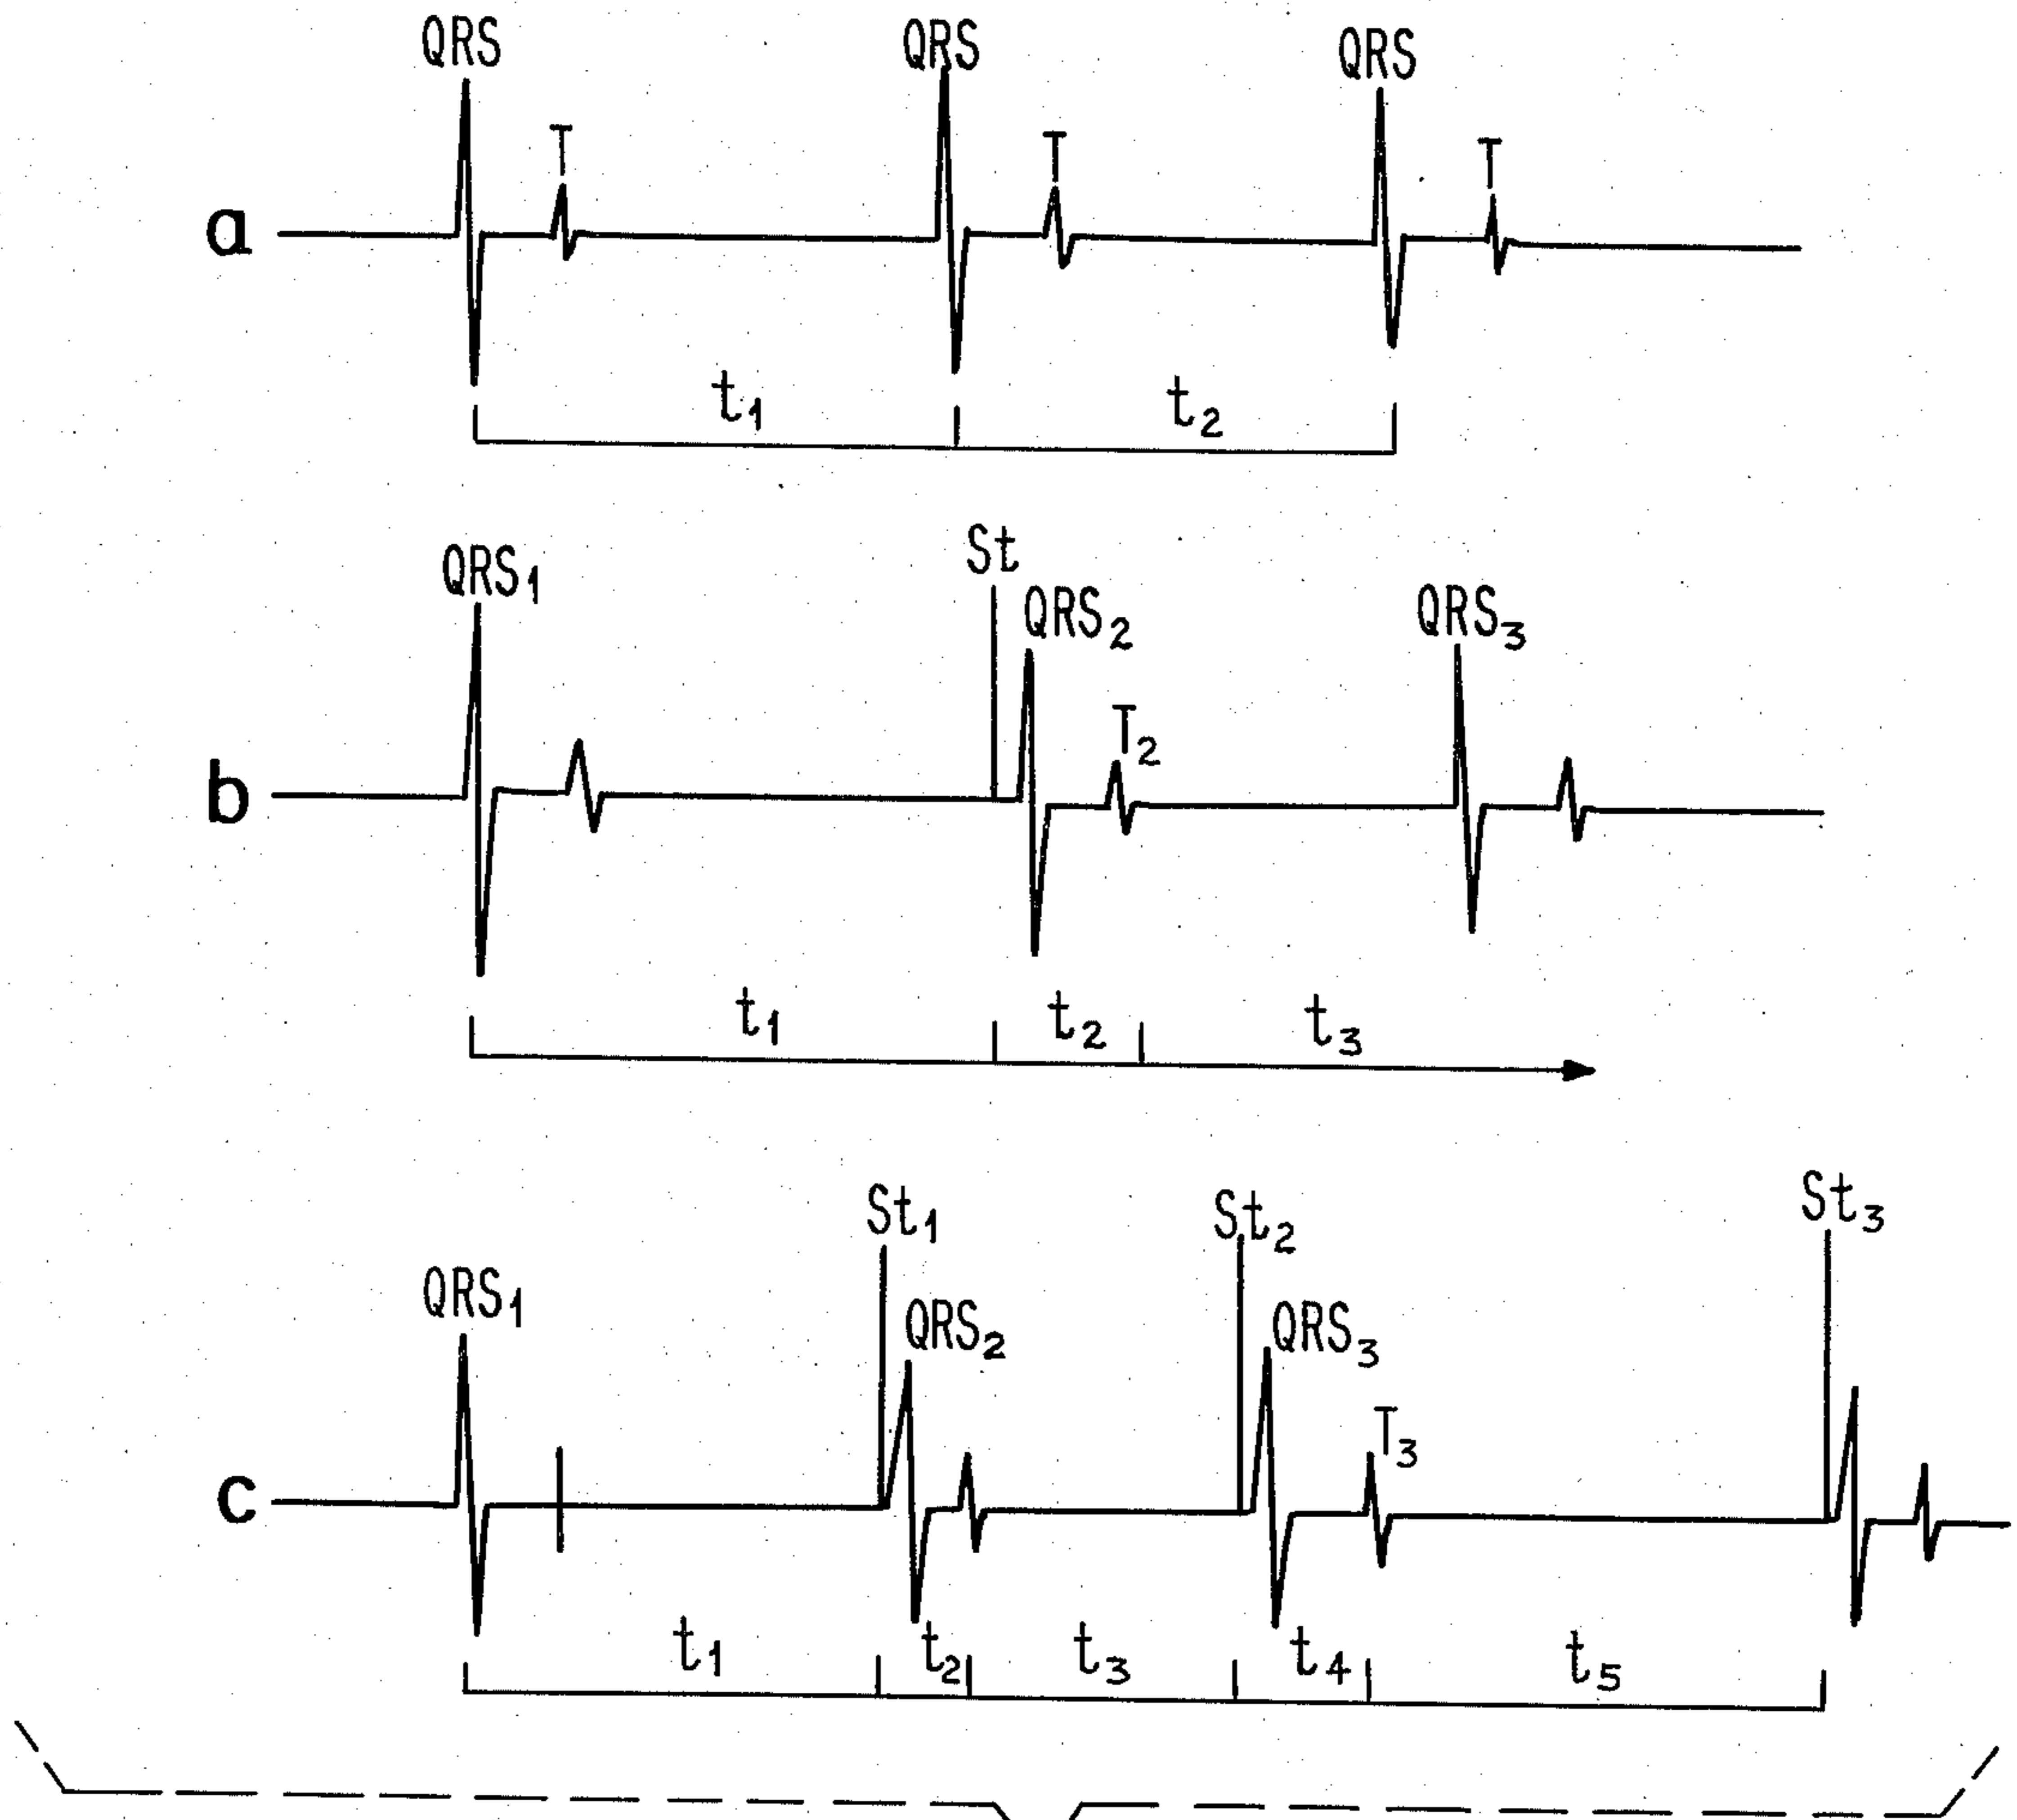 QRS QRS QRS
T T T
a
t₁ t₂
St
QRS₁ QRS₂ QRS₃
T₂
b
t₁ t₂ t₃
St₁ St₂ St₃
QRS₁ QRS₂ QRS₃
T₃
c
t₁ t₂ t₃ t₄ t₅